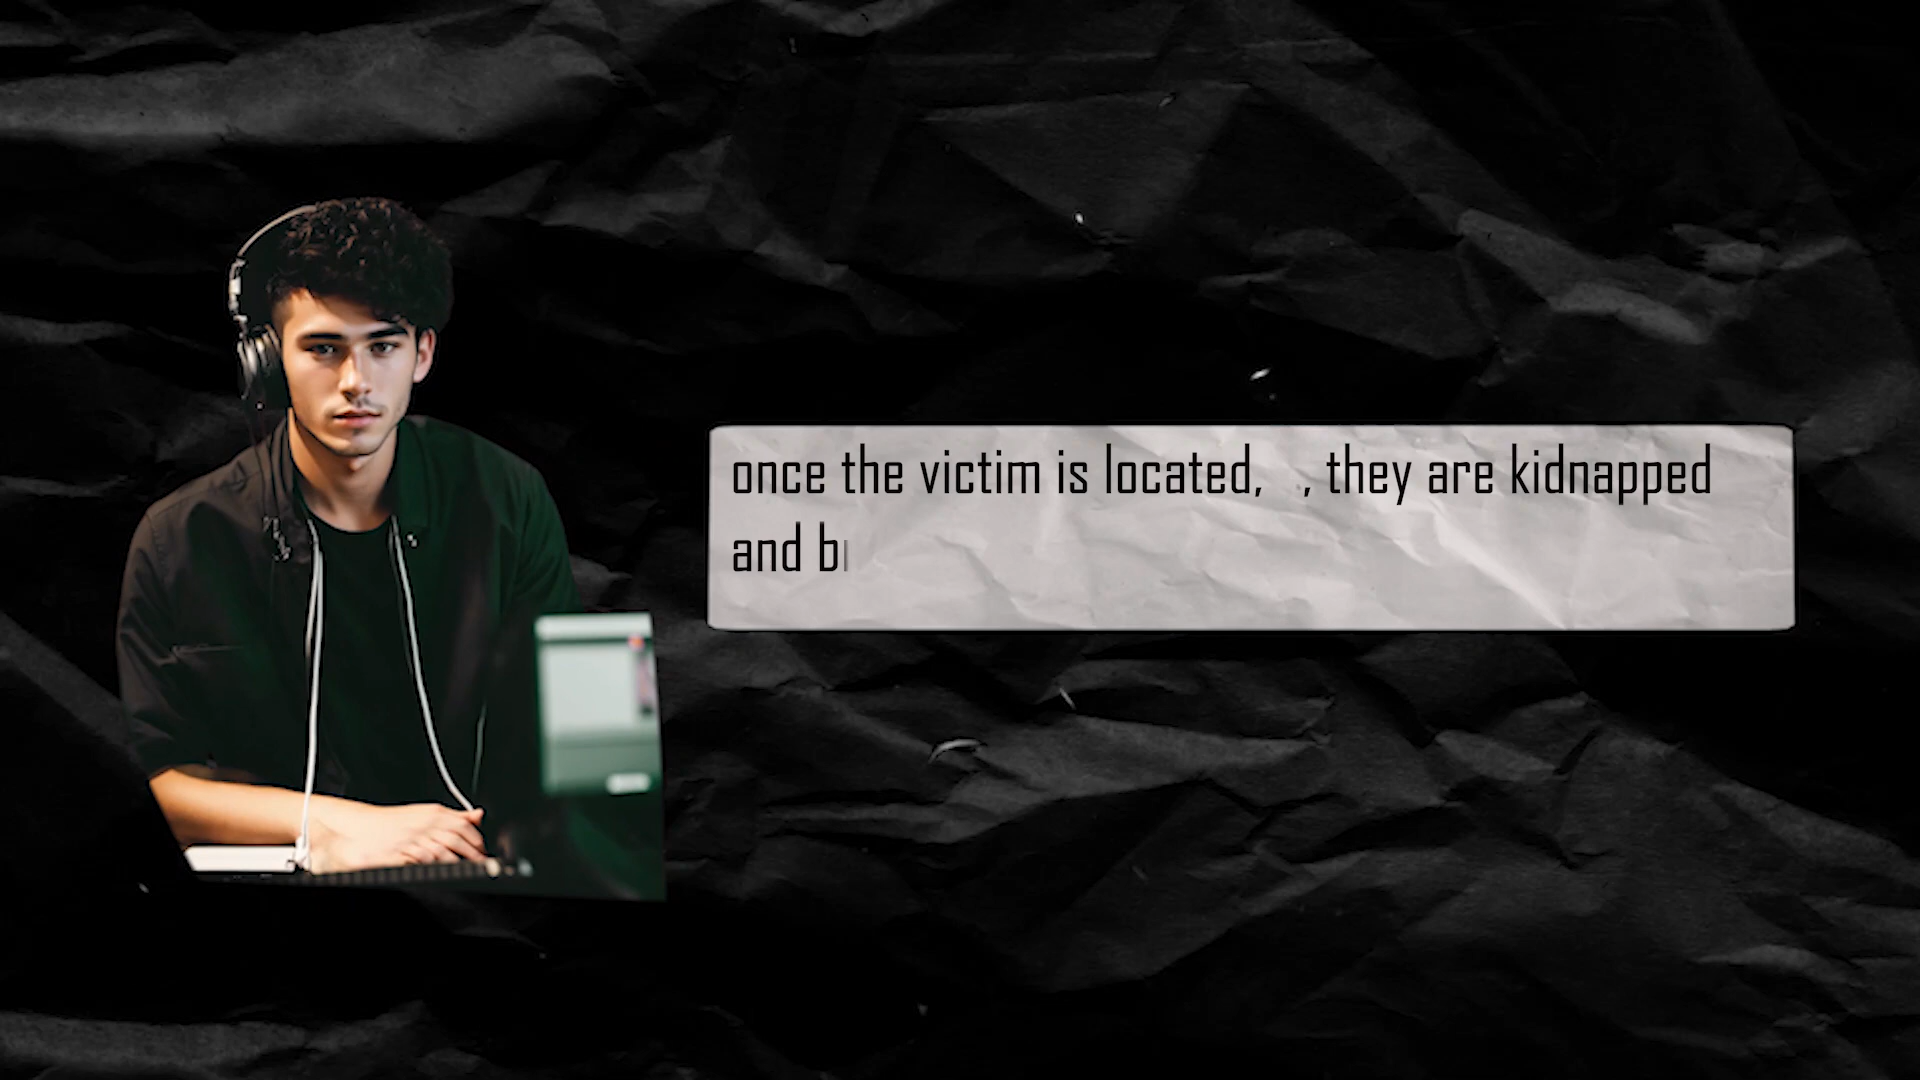 once the victim is located, , they are kidnapped
and b